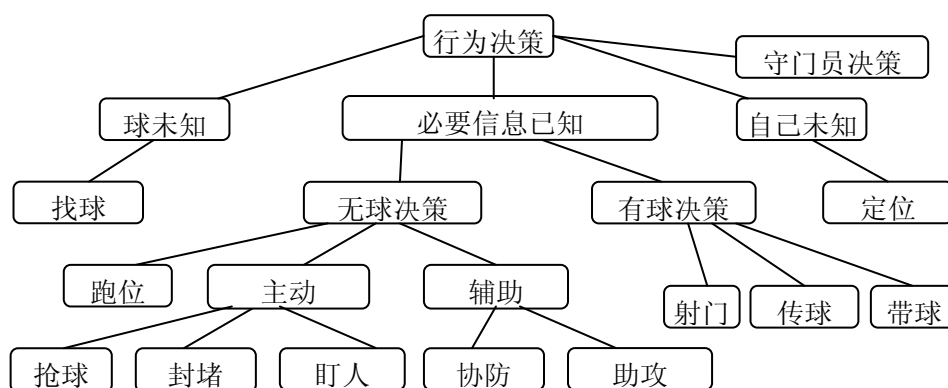 行为决策
守门员决策
球未知
必要信息已知
自己未知
找球
无球决策
有球决策
定位
跑位
主动
辅助
射门
传球
带球
抢球
封堵
盯人
协防
助攻